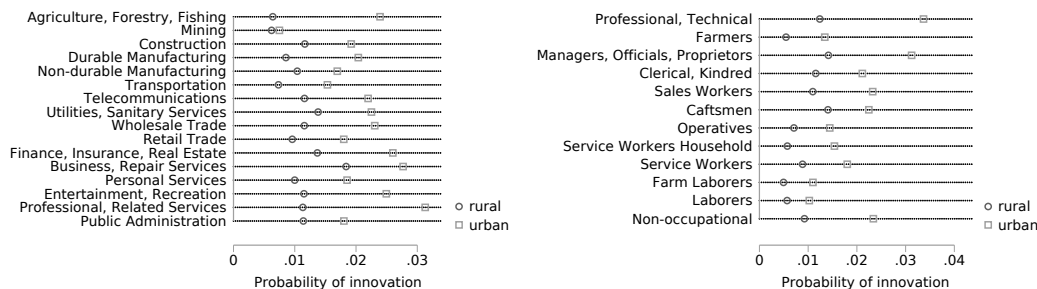 Agriculture, Forestry, Fishing
Mining
Construction
Durable Manufacturing
Non-durable Manufacturing
Transportation
Telecommunications
Utilities, Sanitary Services
Wholesale Trade
Retail Trade
Finance, Insurance, Real Estate
Business, Repair Services
Personal Services
Entertainment, Recreation
Professional, Related Services
Public Administration
rural
urban
0 .01 .02 .03
Probability of innovation
Professional, Technical
Farmers
Managers, Officials, Proprietors
Clerical, Kindred
Sales Workers
Caftsmen
Operatives
Service Workers Household
Service Workers
Farm Laborers
Laborers
Non-occupational
rural
urban
0 .01 .02 .03 .04
Probability of innovation